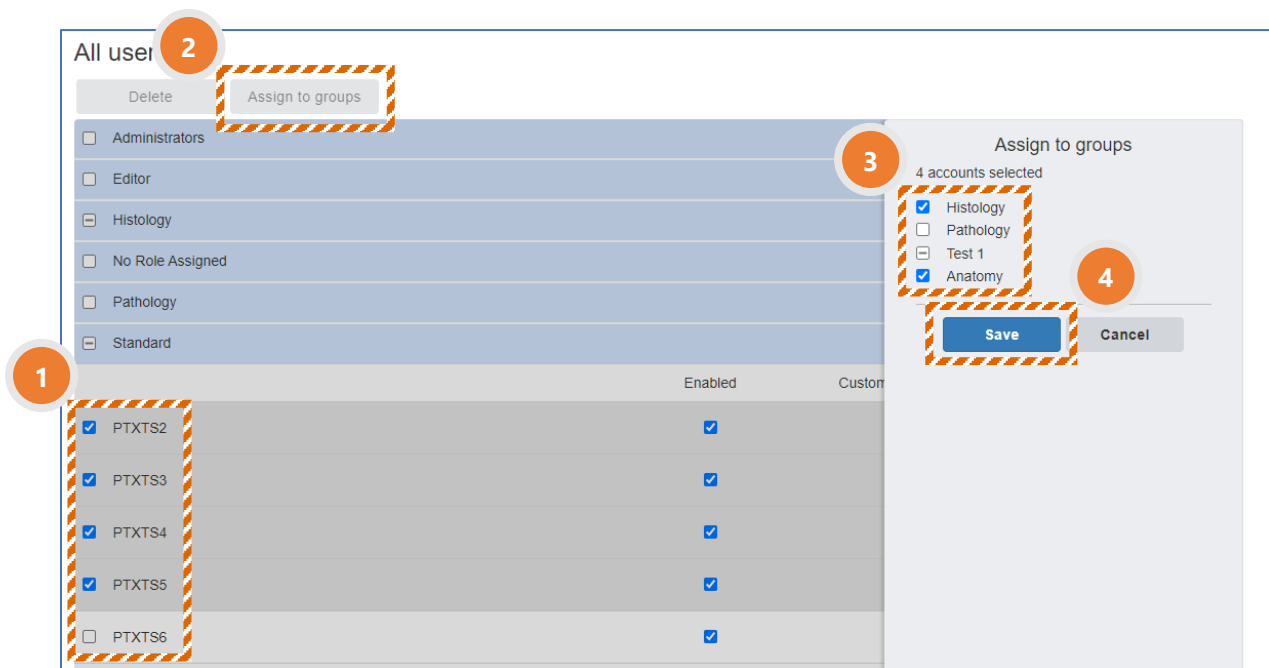 All user
2
Delete
Assign to groups
Administrators
Editor
Histology
No Role Assigned
Pathology
Standard
1
Enabled
Custom
PTXTS2
PTXTS3
PTXTS4
PTXTS5
PTXTS6
Assign to groups
3
4 accounts selected
Histology
Pathology
Test 1
Anatomy
4
Save
Cancel